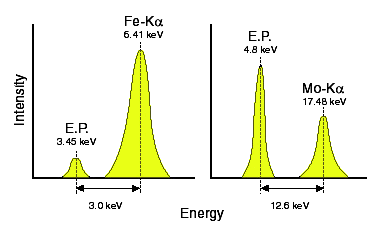 Fe-Kα
6.41 keV
E.P.
3.45 keV
3.0 keV
E.P.
4.8 keV
Mo-Kα
17.48 keV
12.6 keV
Intensity
Energy